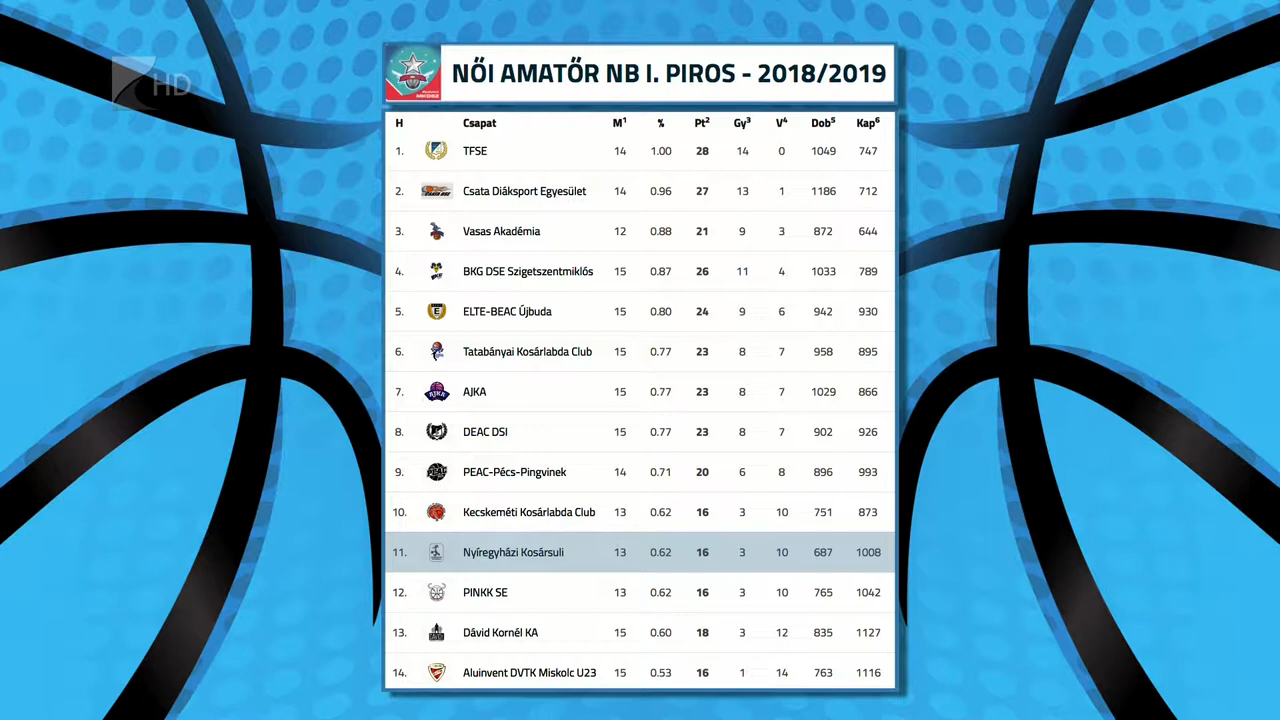 HD
NŐI AMATŐR NB I. PIROS - 2018/2019
H Csapat M¹ % Pt² Gy³ V⁴ Dob⁵ Kap⁶
1. TFSE 14 1.00 28 14 0 1049 747
2. Csata Diáksport Egyesület 14 0.96 27 13 1 1186 712
3. Vasas Akadémia 12 0.88 21 9 3 872 644
4. BKG DSE Szigetszentmiklós 15 0.87 26 11 4 1033 789
5. ELTE-BEAC Újbuda 15 0.80 24 9 6 942 930
6. Tatabányai Kosárlabda Club 15 0.77 23 8 7 958 895
7. AJKA 15 0.77 23 8 7 1029 866
8. DEAC DSI 15 0.77 23 8 7 902 926
9. PEAC-Pécs-Pingvinek 14 0.71 20 6 8 896 993
10. Kecskeméti Kosárlabda Club 13 0.62 16 3 10 751 873
11. Nyíregyházi Kosársuli 13 0.62 16 3 10 687 1008
12. PINKK SE 13 0.62 16 3 10 765 1042
13. Dávid Kornél KA 15 0.60 18 3 12 835 1127
14. Aluinvent DVTK Miskolc U23 15 0.53 16 1 14 763 1116